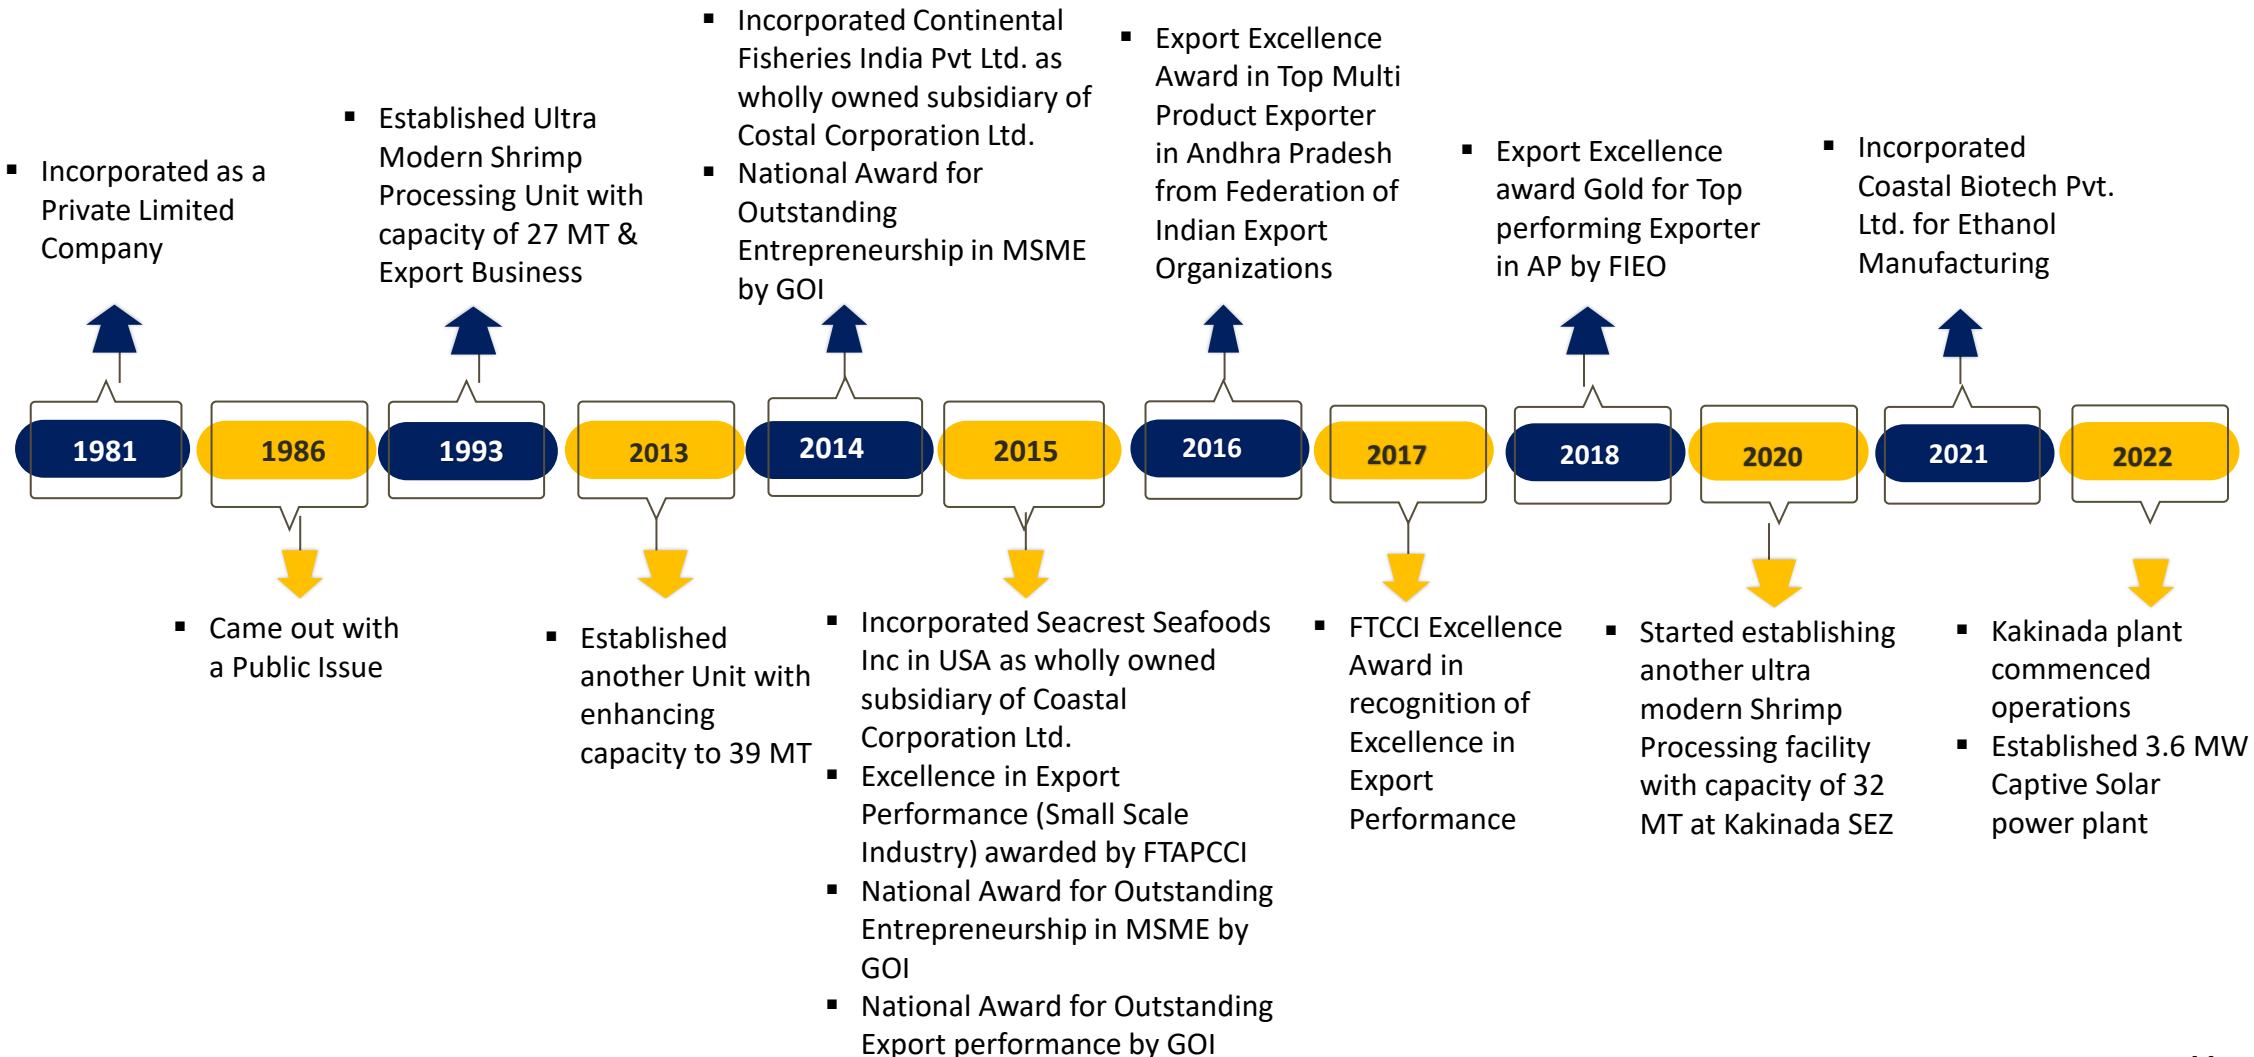 ▪ Incorporated as a
Private Limited
Company
▪ Established Ultra
Modern Shrimp
Processing Unit with
capacity of 27 MT &
Export Business
▪ Incorporated Continental
Fisheries India Pvt Ltd. as
wholly owned subsidiary of
Costal Corporation Ltd.
▪ National Award for
Outstanding
Entrepreneurship in MSME
by GOI
▪ Export Excellence
Award in Top Multi
Product Exporter
in Andhra Pradesh
from Federation of
Indian Export
Organizations
▪ Export Excellence
award Gold for Top
performing Exporter
in AP by FIEO
▪ Incorporated
Coastal Biotech Pvt.
Ltd. for Ethanol
Manufacturing
1981
1986
1993
2013
2014
2015
2016
2017
2018
2020
2021
2022
▪ Came out with
a Public Issue
▪ Established
another Unit with
enhancing
capacity to 39 MT
▪ Incorporated Seacrest Seafoods
Inc in USA as wholly owned
subsidiary of Coastal
Corporation Ltd.
▪ Excellence in Export
Performance (Small Scale
Industry) awarded by FTAPCCI
▪ National Award for Outstanding
Entrepreneurship in MSME by
GOI
▪ National Award for Outstanding
Export performance by GOI
▪ FTCCI Excellence
Award in
recognition of
Excellence in
Export
Performance
▪ Started establishing
another ultra
modern Shrimp
Processing facility
with capacity of 32
MT at Kakinada SEZ
▪ Kakinada plant
commenced
operations
▪ Established 3.6 MW
Captive Solar
power plant